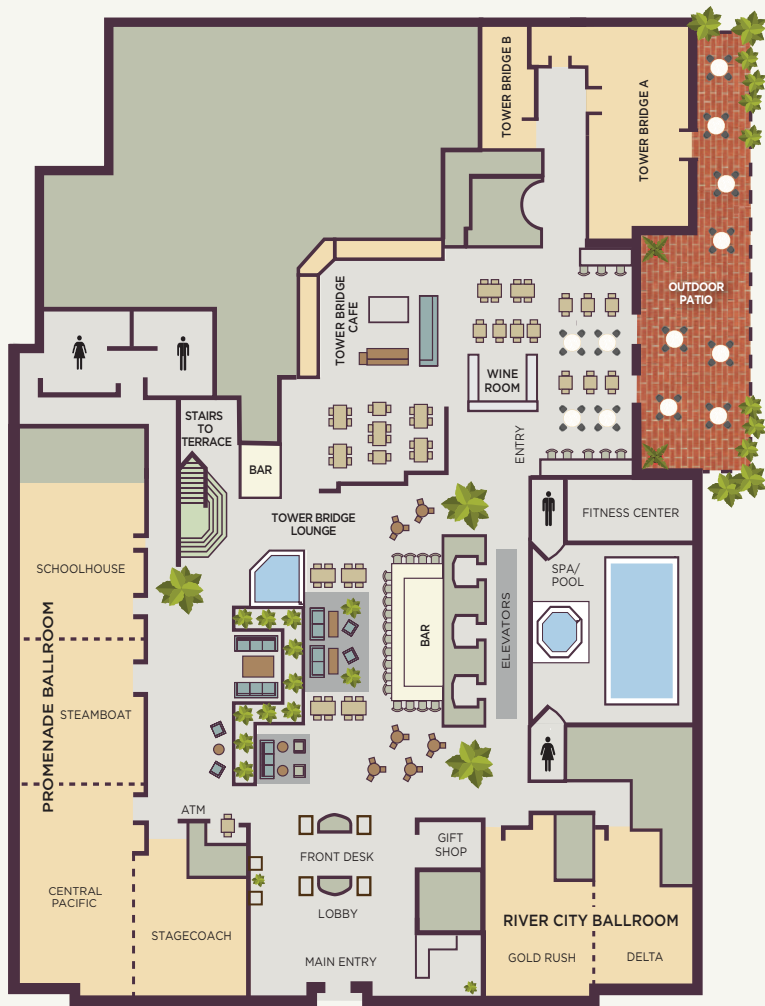 TOWER BRIDGE B
TOWER BRIDGE A
OUTDOOR
PATIO
TOWER BRIDGE
CAFE
WINE
ROOM
ENTRY
STAIRS
TO
TERRACE
BAR
TOWER BRIDGE
LOUNGE
FITNESS CENTER
SPA/
POOL
ELEVATORS
BAR
PROMENADE BALLROOM
SCHOOLHOUSE
STEAMBOAT
CENTRAL
PACIFIC
STAGECOACH
ATM
FRONT DESK
LOBBY
MAIN ENTRY
GIFT
SHOP
RIVER CITY BALLROOM
GOLD RUSH
DELTA